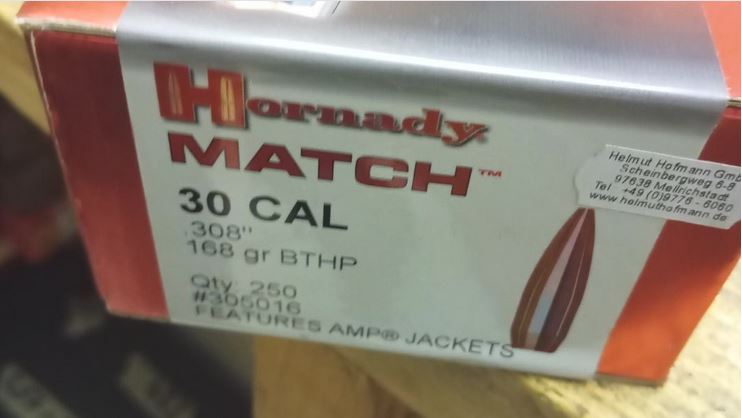 Hornady
MATCH™
30 CAL
.308"
168 gr BTHP
Qty: 250
#305016
FEATURES AMP® JACKETS
Helmut Hofmann Gmb
Scheinbergweg 6-8
97638 Mellrichstadt
Tel. +49 (0)9776 - 6060
www.helmuthofmann.de